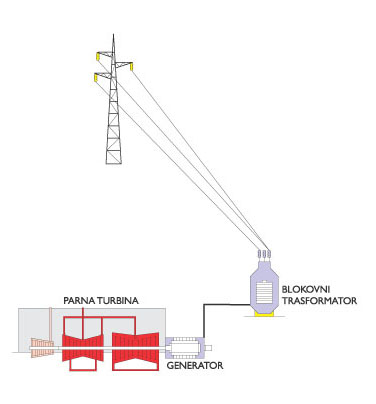 BLOKOVNI
TRASFORMATOR
PARNA TURBINA
GENERATOR